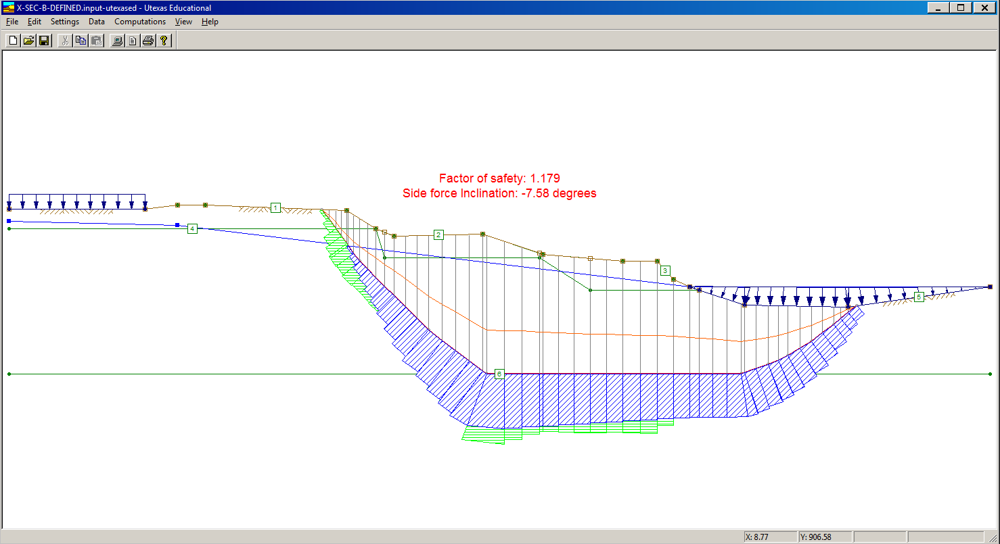 X-SEC-B-DEFINED.input-utexased - Utexas Educational
File Edit Settings Data Computations View Help
Factor of safety: 1.179
Side force Inclination: -7.58 degrees
1
4
2
3
5
6
X: 8.77 Y: 906.58